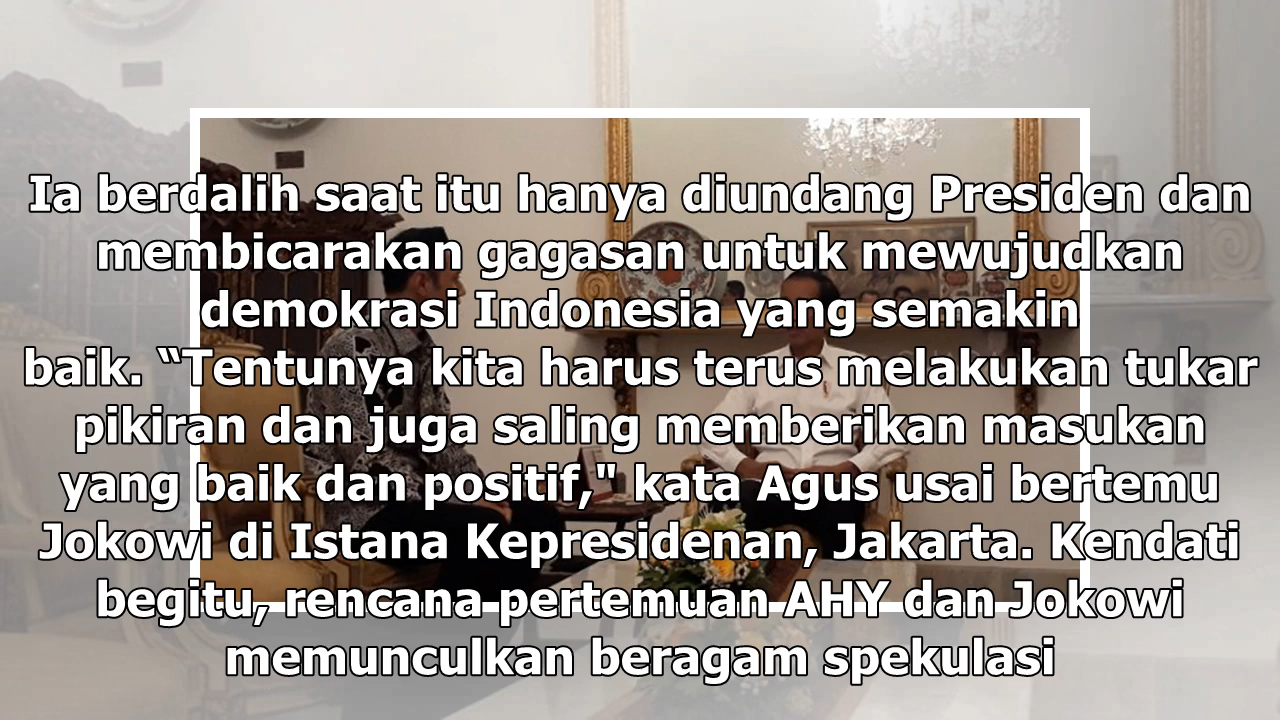 Ia berdalih saat itu hanya diundang Presiden dan
membicarakan gagasan untuk mewujudkan
demokrasi Indonesia yang semakin
baik. “Tentunya kita harus terus melakukan tukar
pikiran dan juga saling memberikan masukan
yang baik dan positif," kata Agus usai bertemu
Jokowi di Istana Kepresidenan, Jakarta. Kendati
begitu, rencana pertemuan AHY dan Jokowi
memunculkan beragam spekulasi